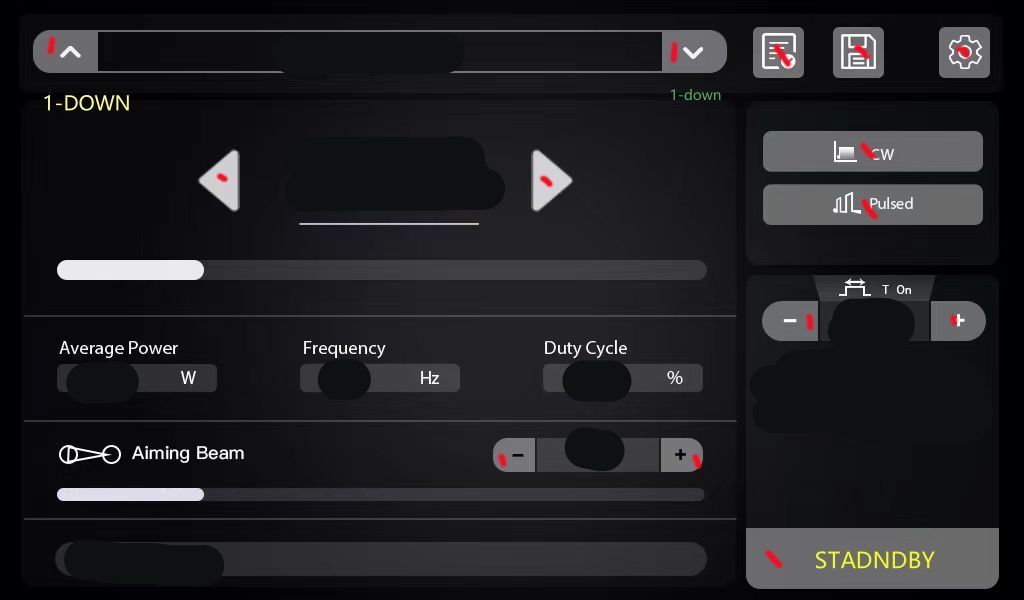 1-DOWN
1-down
CW
Pulsed
T On
− +
Average Power
Frequency
Duty Cycle
W
Hz
%
Aiming Beam
− +
STADNDBY